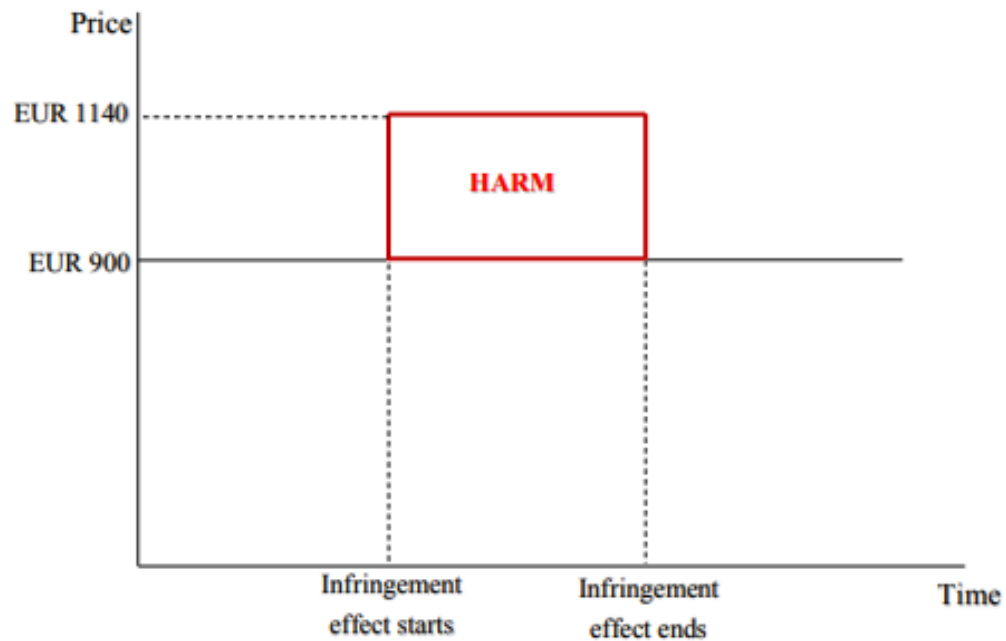 Price
EUR 1140
HARM
EUR 900
Infringement
effect starts
Infringement
effect ends
Time